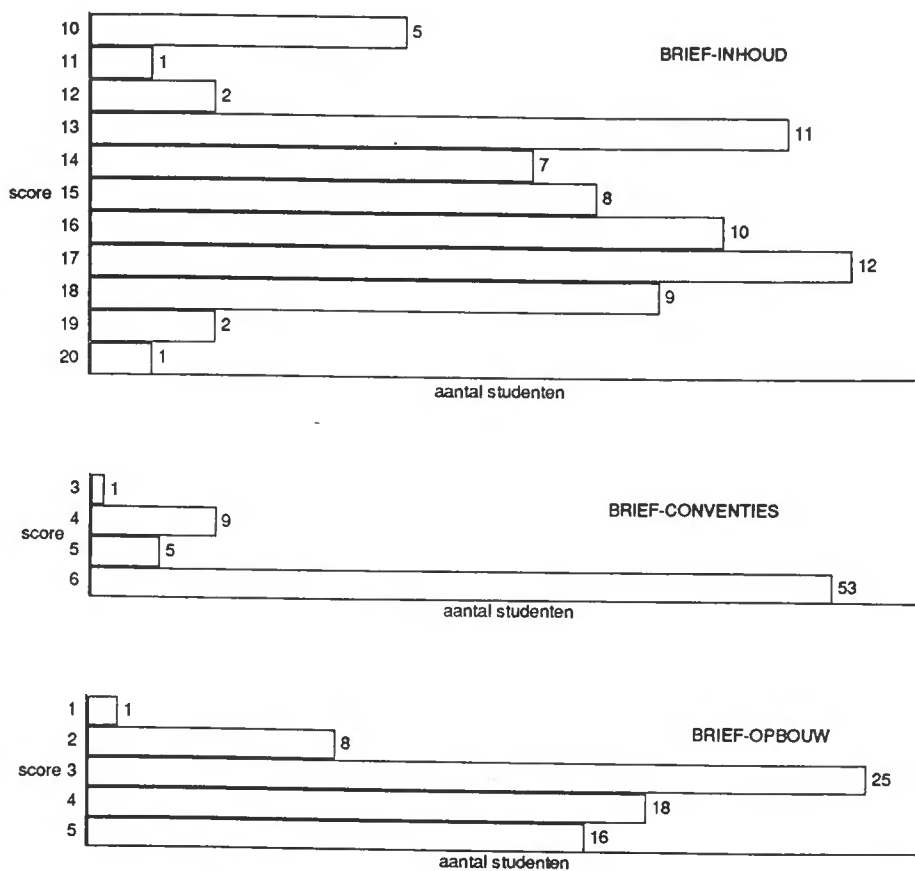 10 5
BRIEF-INHOUD
11 1
12 2
13 11
14 7
score 15 8
16 10
17 12
18 9
19 2
20 1
aantal studenten
3 1
BRIEF-CONVENTIES
4 9
score
5 5
6 53
aantal studenten
1 1
BRIEF-OPBOUW
2 8
score 3 25
4 18
5 16
aantal studenten